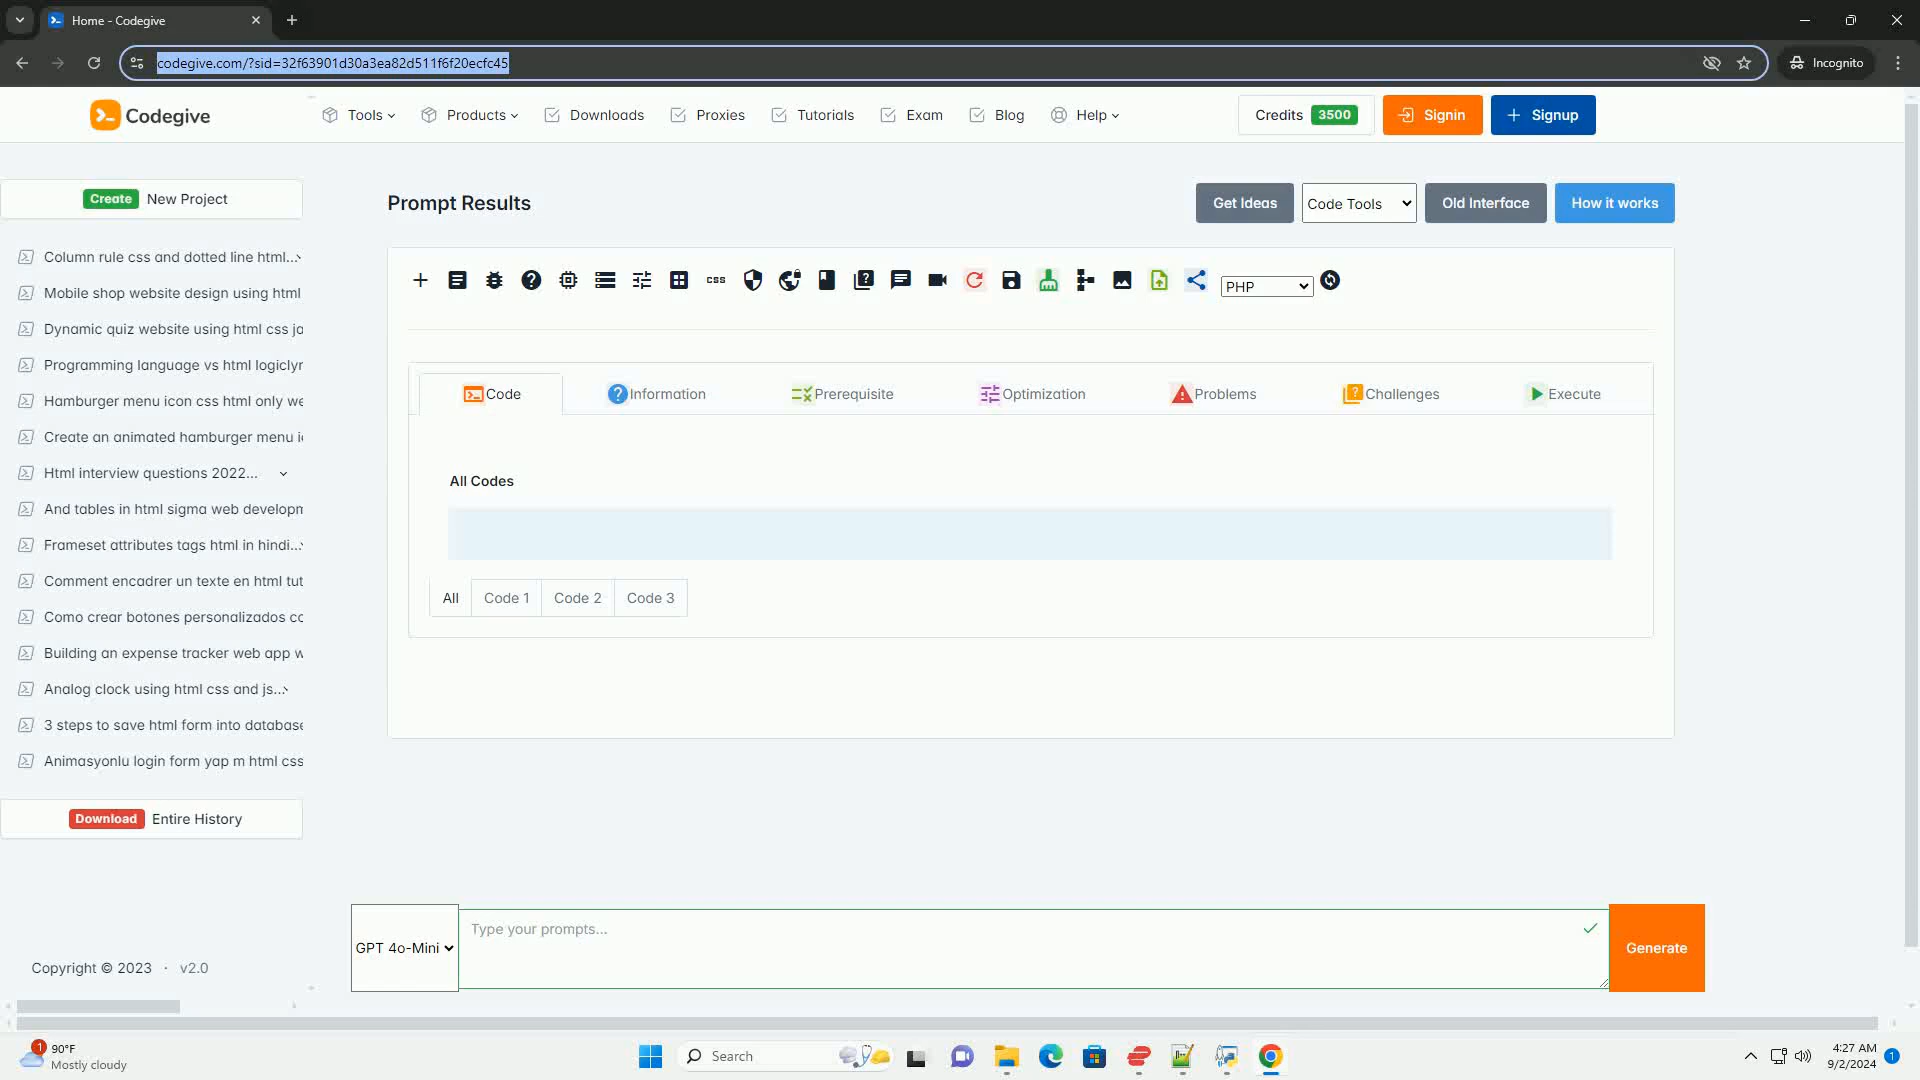 Home - Codegive
codegive.com/?sid=32f63901d30a3ea82d511f6f20ecfc45
Incognito
Codegive
Tools
Products
Downloads
Proxies
Tutorials
Exam
Blog
Help
Credits 3500
Signin
Signup
Create New Project
Column rule css and dotted line html...
Mobile shop website design using html
Dynamic quiz website using html css ja
Programming language vs html logiclyr
Hamburger menu icon css html only we
Create an animated hamburger menu i
Html interview questions 2022...
And tables in html sigma web developm
Frameset attributes tags html in hindi...
Comment encadrer un texte en html tut
Como crear botones personalizados co
Building an expense tracker web app w
Analog clock using html css and js...
3 steps to save html form into database
Animasyonlu login form yap m html css
Download Entire History
Copyright © 2023 · v2.0
Prompt Results
Get Ideas
Code Tools
Old Interface
How it works
css
PHP
Code
Information
Prerequisite
Optimization
Problems
Challenges
Execute
All Codes
All
Code 1
Code 2
Code 3
GPT 4o-Mini
Type your prompts...
Generate
1
90°F
Mostly cloudy
Search
4:27 AM
9/2/2024
1